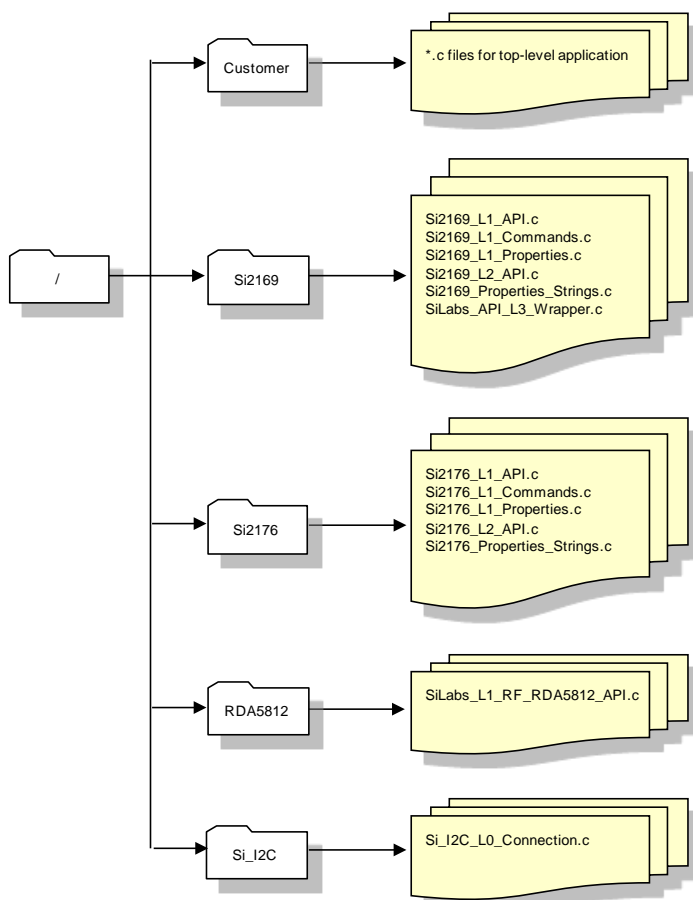 Customer
*.c files for top-level application
/
Si2169
Si2169_L1_API.c
Si2169_L1_Commands.c
Si2169_L1_Properties.c
Si2169_L2_API.c
Si2169_Properties_Strings.c
SiLabs_API_L3_Wrapper.c
Si2176
Si2176_L1_API.c
Si2176_L1_Commands.c
Si2176_L1_Properties.c
Si2176_L2_API.c
Si2176_Properties_Strings.c
RDA5812
SiLabs_L1_RF_RDA5812_API.c
Si_I2C
Si_I2C_L0_Connection.c